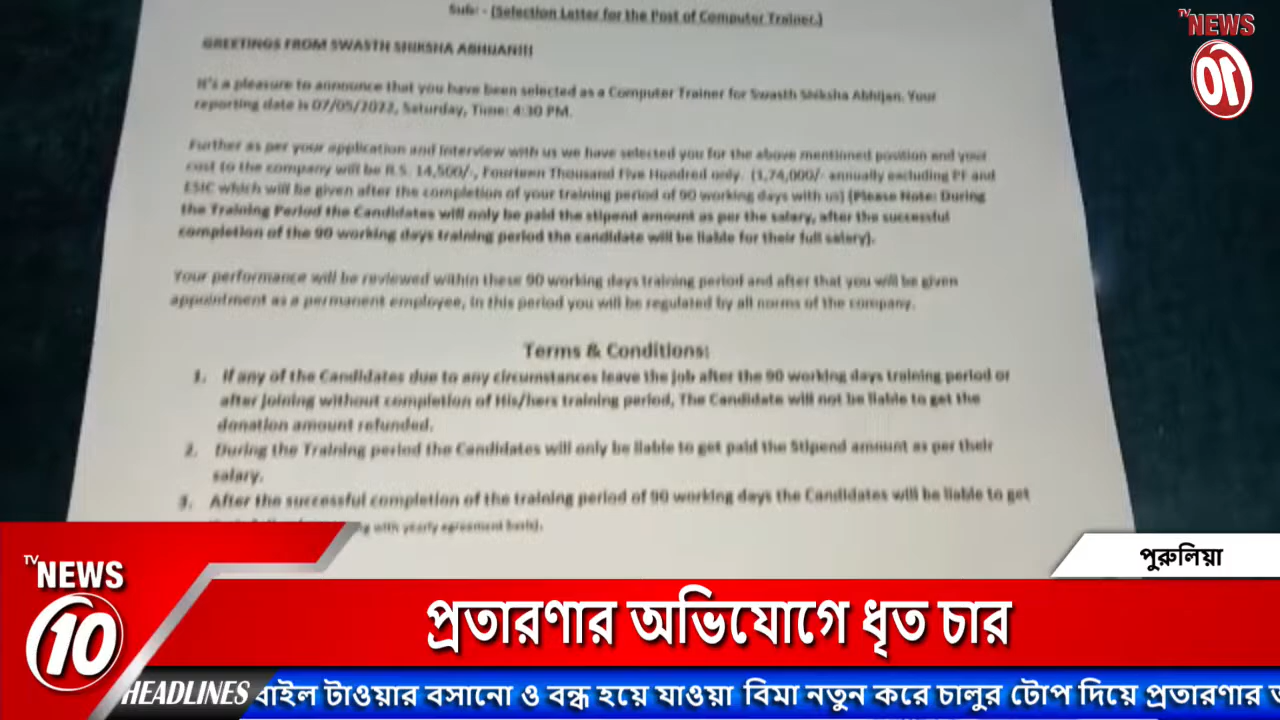 Sub: - (Selection Letter for the Post of Computer Trainer.)
GREETINGS FROM SWASTH SHIKSHA ABHIJAN!!!
It's a pleasure to announce that you have been selected as a Computer Trainer for Swasth Shiksha Abhijan. Your
reporting date is 07/05/2022, Saturday, Time: 4:30 PM.
Further as per your application and interview with us we have selected you for the above mentioned position and your
cost to the company will be R.S. 14,500/-, Fourteen Thousand Five Hundred only. (1,74,000/- annually excluding PF and
ESIC which will be given after the completion of your training period of 90 working days with us) (Please Note: During
the Training Period the Candidates will only be paid the stipend amount as per the salary, after the successful
completion of the 90 working days training period the candidate will be liable for their full salary).
Your performance will be reviewed within these 90 working days training period and after that you will be given
appointment as a permanent employee, in this period you will be regulated by all norms of the company.
Terms & Conditions:
1. If any of the Candidates due to any circumstances leave the job after the 90 working days training period or
after joining without completion of His/hers training period, The Candidate will not be liable to get the
donation amount refunded.
2. During the Training period the Candidates will only be liable to get paid the Stipend amount as per their
salary.
3. After the successful completion of the training period of 90 working days the Candidates will be liable to get
with yearly agreement basis).
TV NEWS
10
পুরুলিয়া
TV NEWS
10
প্রতারণার অভিযোগে ধৃত চার
HEADLINES
বাইল টাওয়ার বসানো ও বন্ধ হয়ে যাওয়া বিমা নতুন করে চালুর টোপ দিয়ে প্রতারণার